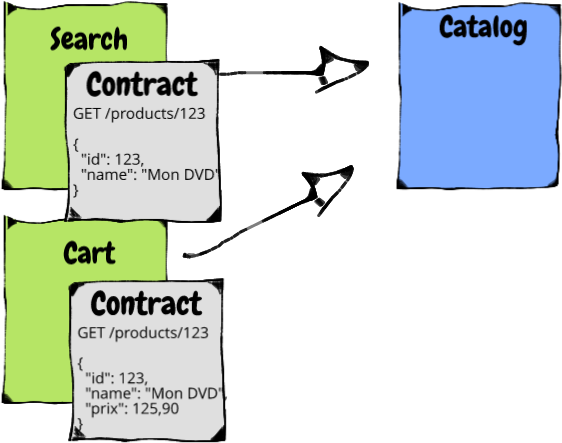 Search
Contract
GET /products/123
{
"id": 123,
"name": "Mon DVD"
}
Catalog
Cart
Contract
GET /products/123
{
"id": 123,
"name": "Mon DVD",
"prix": 125,90
}